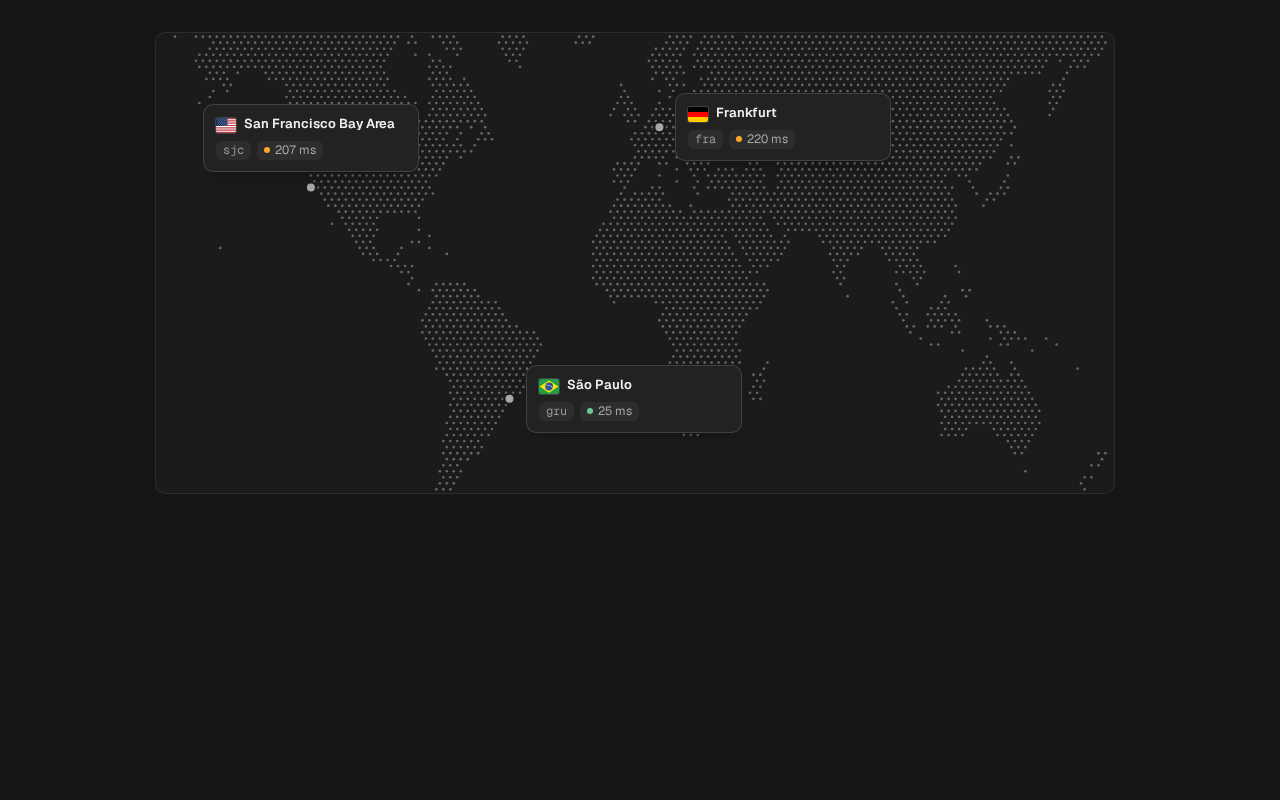 San Francisco Bay Area
sjc 207 ms
Frankfurt
fra 220 ms
São Paulo
gru 25 ms